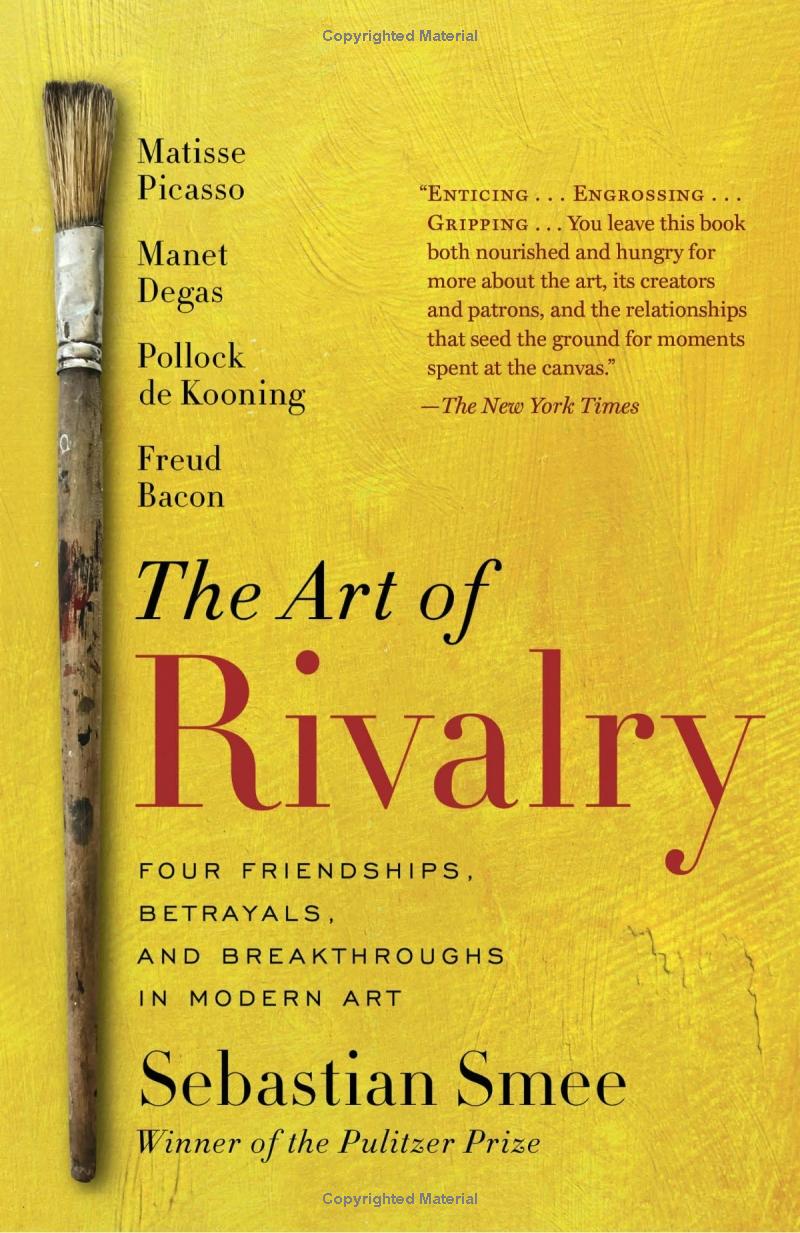 Copyrighted Material
Matisse
Picasso
Manet
Degas
Pollock
de Kooning
Freud
Bacon
“ENTICING . . . ENGROSSING . . .
GRIPPING . . . You leave this book
both nourished and hungry for
more about the art, its creators
and patrons, and the relationships
that seed the ground for moments
spent at the canvas.”
—The New York Times
The Art of
Rivalry
FOUR FRIENDSHIPS,
BETRAYALS,
AND BREAKTHROUGHS
IN MODERN ART
Sebastian Smee
Winner of the Pulitzer Prize
Copyrighted Material